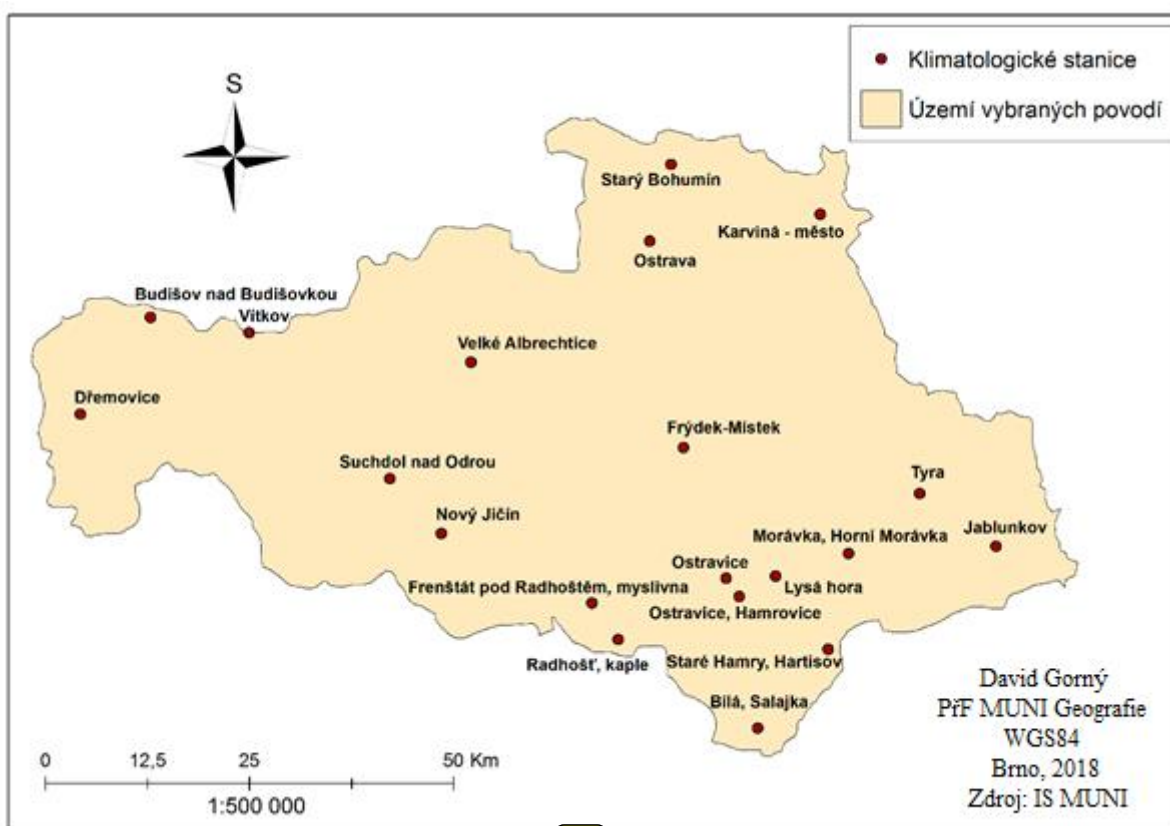 Klimatologické stanice
Území vybraných povodí
S
Starý Bohumín
Karviná - město
Ostrava
Budišov nad Budišovkou
Vítkov
Velké Albrechtice
Dřemovice
Frýdek-Místek
Suchdol nad Odrou
Tyra
Nový Jičín
Morávka, Horní Morávka
Jablunkov
Ostravice
Lysá hora
Frenštát pod Radhoštěm, myslivna
Ostravice, Hamrovice
Radhošť, kaple
Staré Hamry, Hartisov
Bílá, Salajka
David Gorný
PřF MUNI Geografie
WGS84
Brno, 2018
Zdroj: IS MUNI
0 12,5 25 50 Km
1:500 000